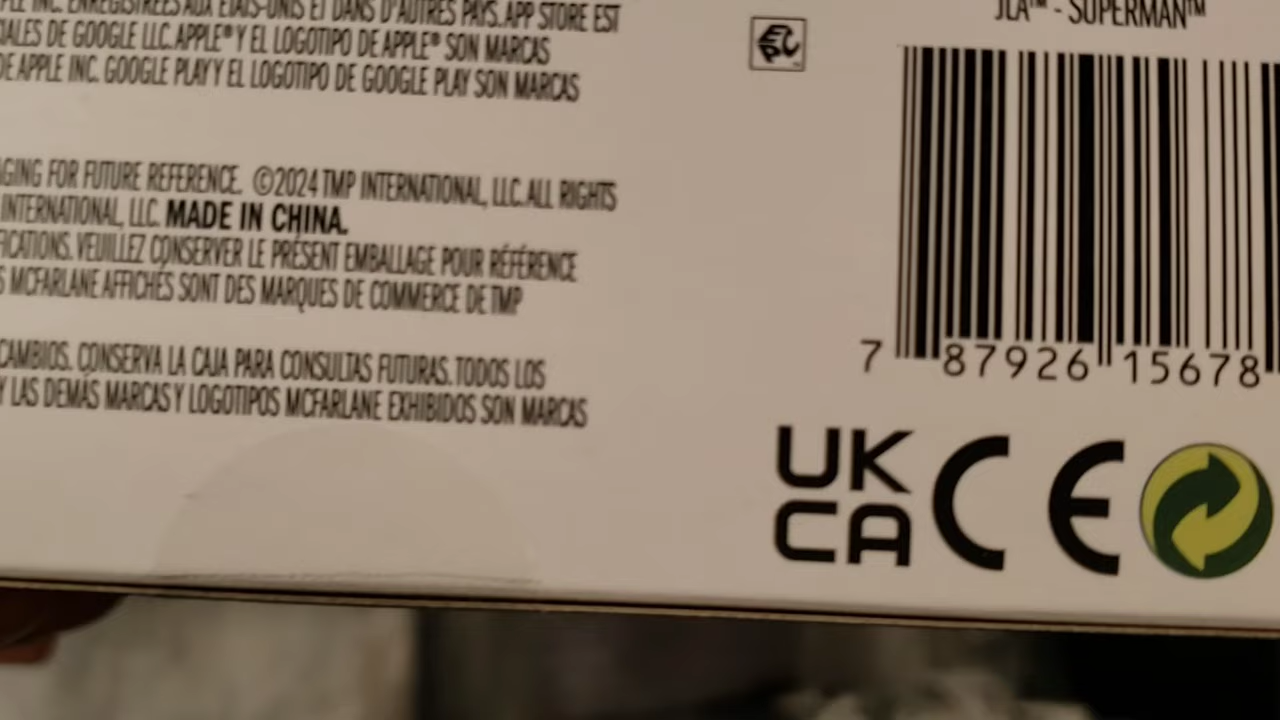 INC. ENREGISTRÉES AUX ÉTATS-UNIS ET DANS D'AUTRES PAYS. APP STORE EST
DE GOOGLE LLC. APPLE® Y EL LOGOTIPO DE APPLE® SON MARCAS
DE APPLE INC. GOOGLE PLAY Y EL LOGOTIPO DE GOOGLE PLAY SON MARCAS
FOR FUTURE REFERENCE. ©2024 TMP INTERNATIONAL, LLC. ALL RIGHTS
INTERNATIONAL, LLC. MADE IN CHINA.
VEUILLEZ CONSERVER LE PRÉSENT EMBALLAGE POUR RÉFÉRENCE
MCFARLANE AFFICHÉS SONT DES MARQUES DE COMMERCE DE TMP
CAMBIOS. CONSERVA LA CAJA PARA CONSULTAS FUTURAS. TODOS LOS
Y LAS DEMÁS MARCAS Y LOGOTIPOS MCFARLANE EXHIBIDOS SON MARCAS
JLA™ - SUPERMAN™
7 87926 15678
UK
CA CE